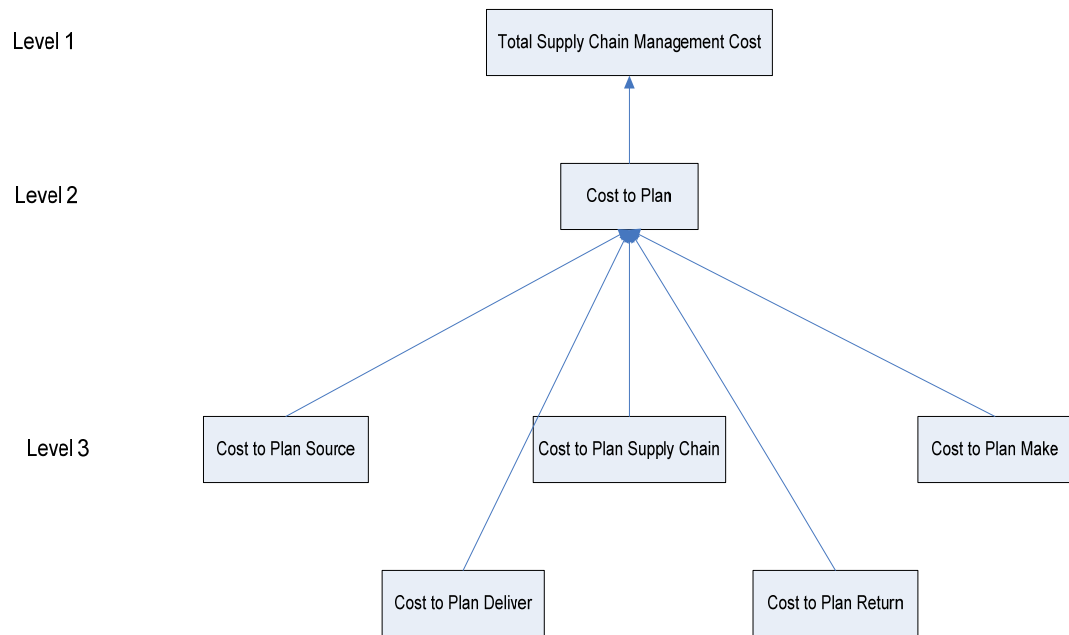 Level 1
Total Supply Chain Management Cost
Level 2
Cost to Plan
Level 3
Cost to Plan Source
Cost to Plan Supply Chain
Cost to Plan Make
Cost to Plan Deliver
Cost to Plan Return